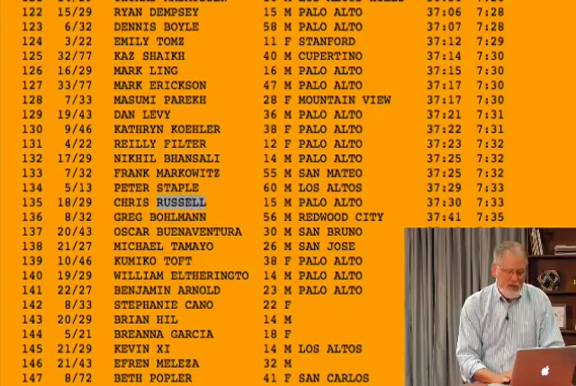 122 15/29 RYAN DEMPSEY 15 M PALO ALTO 37:06 7:28
123 6/32 DENNIS BOYLE 58 M PALO ALTO 37:07 7:28
124 3/22 EMILY TOMZ 11 F STANFORD 37:12 7:29
125 32/77 KAZ SHAIKH 40 M CUPERTINO 37:14 7:30
126 16/29 MARK LING 16 M PALO ALTO 37:15 7:30
127 33/77 MARK ERICKSON 47 M PALO ALTO 37:17 7:30
128 7/33 MASUMI PAREKH 28 F MOUNTAIN VIEW 37:17 7:30
129 19/43 DAN LEVY 36 M PALO ALTO 37:21 7:31
130 9/46 KATHRYN KOEHLER 38 F PALO ALTO 37:22 7:31
131 4/22 REILLY FILTER 12 F PALO ALTO 37:23 7:32
132 17/29 NIKHIL BHANSALI 14 M PALO ALTO 37:25 7:32
133 7/32 FRANK MARKOWITZ 55 M SAN MATEO 37:25 7:32
134 5/13 PETER STAPLE 60 M LOS ALTOS 37:29 7:33
135 18/29 CHRIS RUSSELL 15 M PALO ALTO 37:30 7:33
136 8/32 GREG BOHLMANN 56 M REDWOOD CITY 37:41 7:35
137 20/43 OSCAR BUENAVENTURA 30 M SAN BRUNO
138 21/27 MICHAEL TAMAYO 26 M SAN JOSE
139 10/46 KUMIKO TOFT 38 F PALO ALTO
140 19/29 WILLIAM ELTHERINGTO 14 M PALO ALTO
141 22/27 BENJAMIN ARNOLD 23 M PALO ALTO
142 8/33 STEPHANIE CANO 22 F
143 20/29 BRIAN HIL 14 M
144 5/21 BREANNA GARCIA 18 F
145 21/29 KEVIN XI 14 M LOS ALTOS
146 21/43 EFREN MELEZA 32 M
147 8/72 BETH POPLER 41 F SAN CARLOS